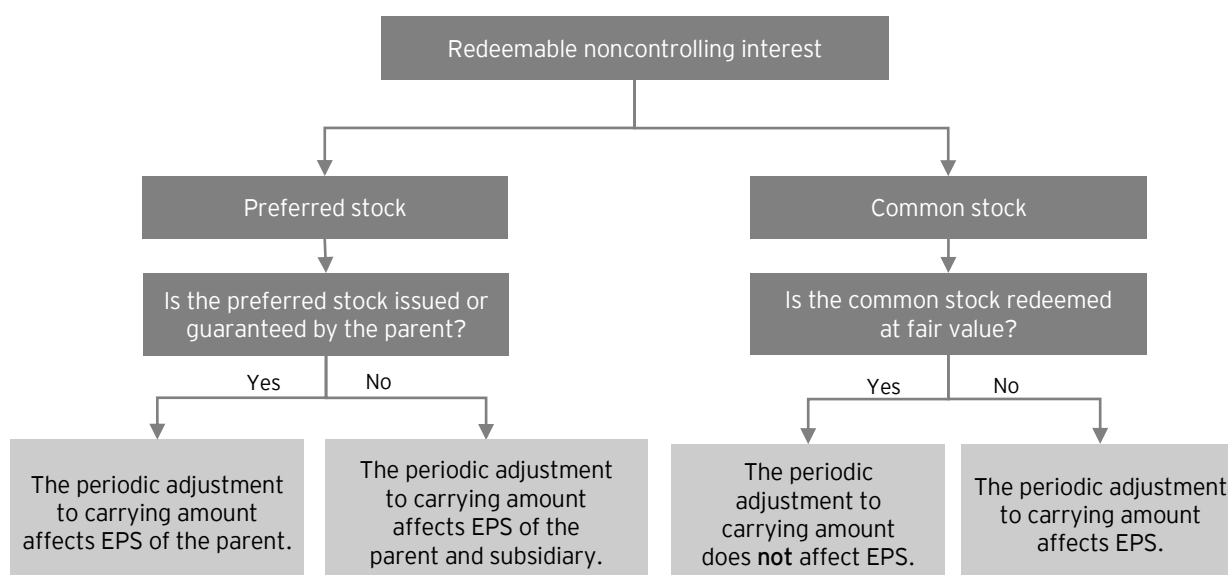 Redeemable noncontrolling interest
Preferred stock
Common stock
Is the preferred stock issued or
guaranteed by the parent?
Is the common stock redeemed
at fair value?
Yes
No
Yes
No
The periodic adjustment
to carrying amount
affects EPS of the parent.
The periodic adjustment
to carrying amount
affects EPS of the
parent and subsidiary.
The periodic
adjustment to
carrying amount
does not affect EPS.
The periodic adjustment
to carrying amount
affects EPS.